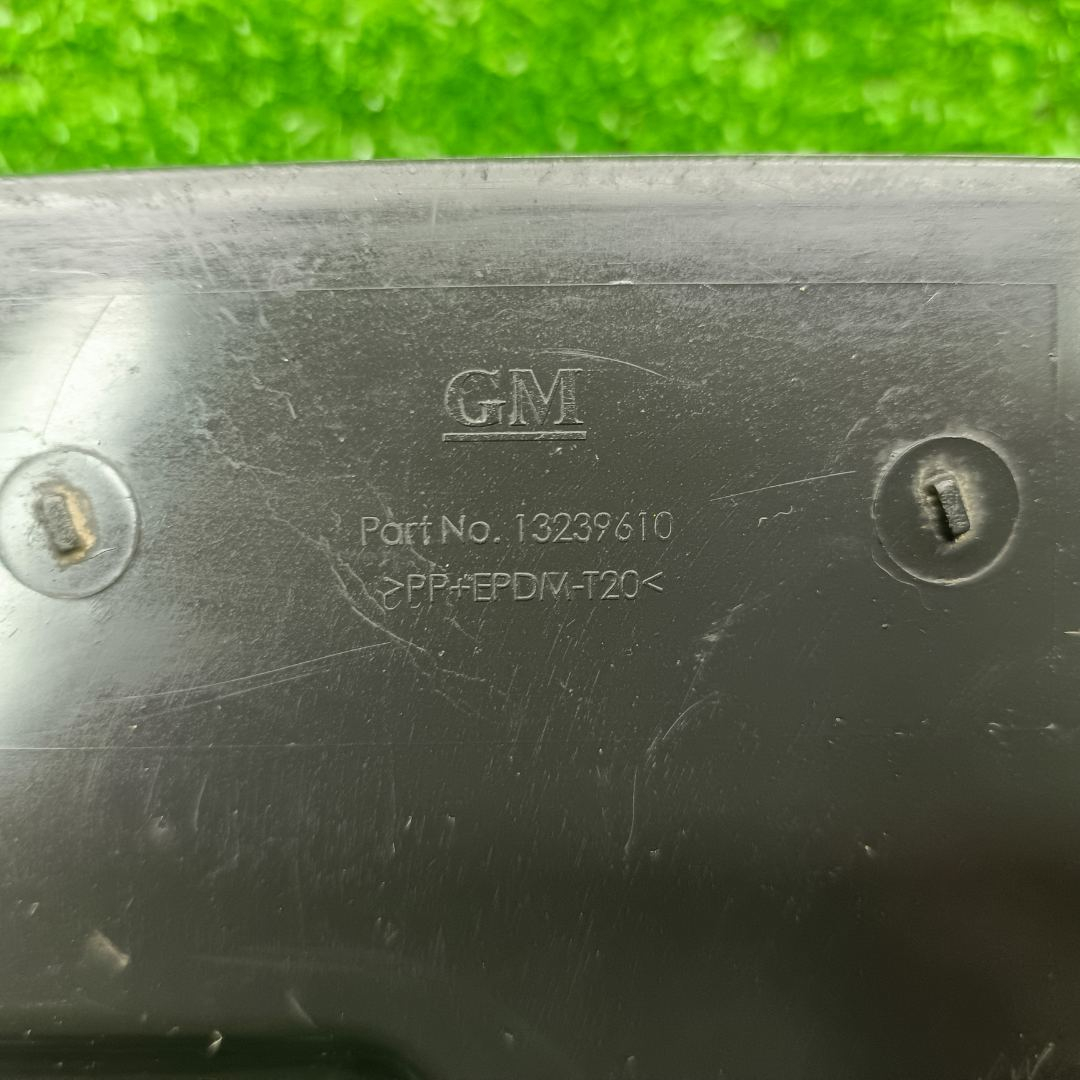 GM
Part No. 13239610
>PP+EPDM-T20<